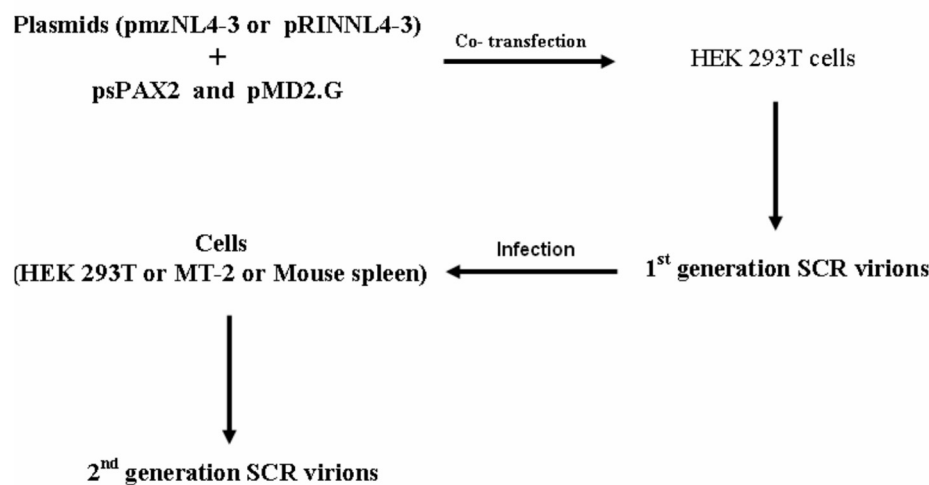 Plasmids (pmzNL4-3 or pRINNL4-3)
+
psPAX2 and pMD2.G
Co- transfection
HEK 293T cells
1st generation SCR virions
Infection
Cells
(HEK 293T or MT-2 or Mouse spleen)
2nd generation SCR virions